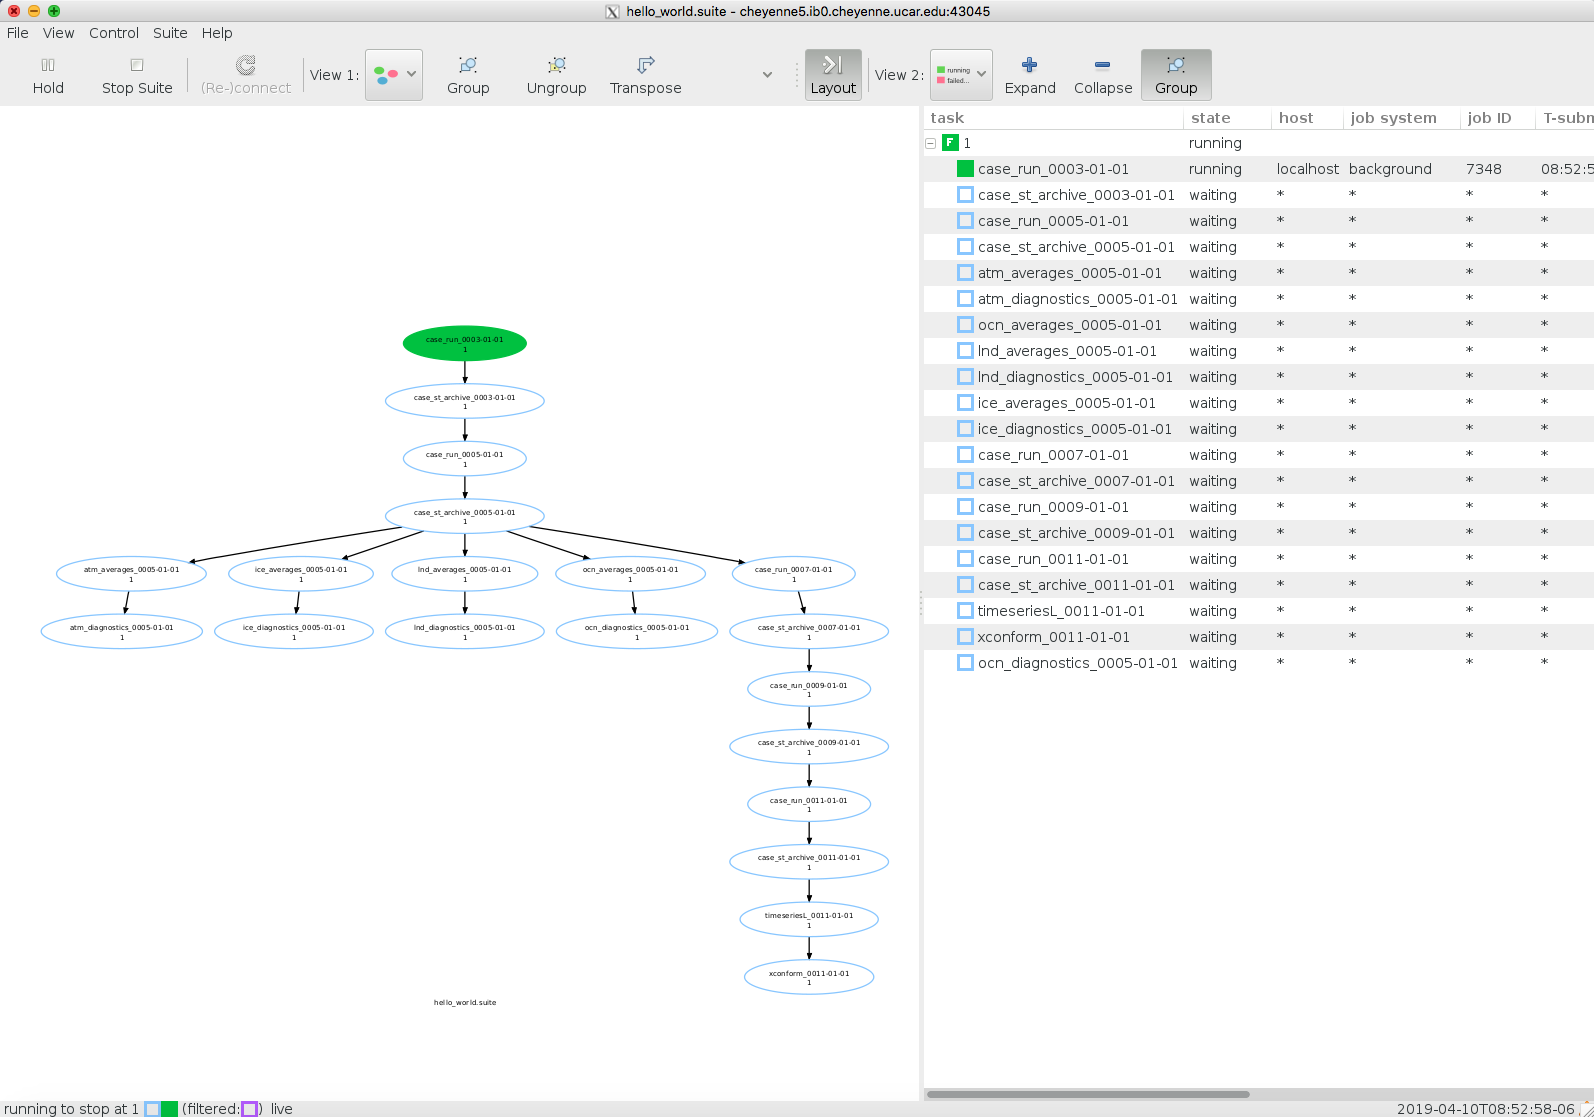 hello_world.suite - cheyenne5.ib0.cheyenne.ucar.edu:43045
File View Control Suite Help
Hold Stop Suite (Re-)connect View 1: Group Ungroup Transpose Layout View 2: running failed... Expand Collapse Group
task state host job system job ID T-subm
F 1 running
case_run_0003-01-01 running localhost background 7348 08:52:5
case_st_archive_0003-01-01 waiting * * * *
case_run_0005-01-01 waiting * * * *
case_st_archive_0005-01-01 waiting * * * *
atm_averages_0005-01-01 waiting * * * *
atm_diagnostics_0005-01-01 waiting * * * *
ocn_averages_0005-01-01 waiting * * * *
lnd_averages_0005-01-01 waiting * * * *
lnd_diagnostics_0005-01-01 waiting * * * *
ice_averages_0005-01-01 waiting * * * *
ice_diagnostics_0005-01-01 waiting * * * *
case_run_0007-01-01 waiting * * * *
case_st_archive_0007-01-01 waiting * * * *
case_run_0009-01-01 waiting * * * *
case_st_archive_0009-01-01 waiting * * * *
case_run_0011-01-01 waiting * * * *
case_st_archive_0011-01-01 waiting * * * *
timeseriesL_0011-01-01 waiting * * * *
xconform_0011-01-01 waiting * * * *
ocn_diagnostics_0005-01-01 waiting * * * *
case_run_0003-01-01
1
case_st_archive_0003-01-01
1
case_run_0005-01-01
1
case_st_archive_0005-01-01
1
atm_averages_0005-01-01
1
ice_averages_0005-01-01
1
lnd_averages_0005-01-01
1
ocn_averages_0005-01-01
1
case_run_0007-01-01
1
atm_diagnostics_0005-01-01
1
ice_diagnostics_0005-01-01
1
lnd_diagnostics_0005-01-01
1
ocn_diagnostics_0005-01-01
1
case_st_archive_0007-01-01
1
case_run_0009-01-01
1
case_st_archive_0009-01-01
1
case_run_0011-01-01
1
case_st_archive_0011-01-01
1
timeseriesL_0011-01-01
1
xconform_0011-01-01
1
hello_world.suite
running to stop at 1 (filtered: ) live 2019-04-10T08:52:58-06